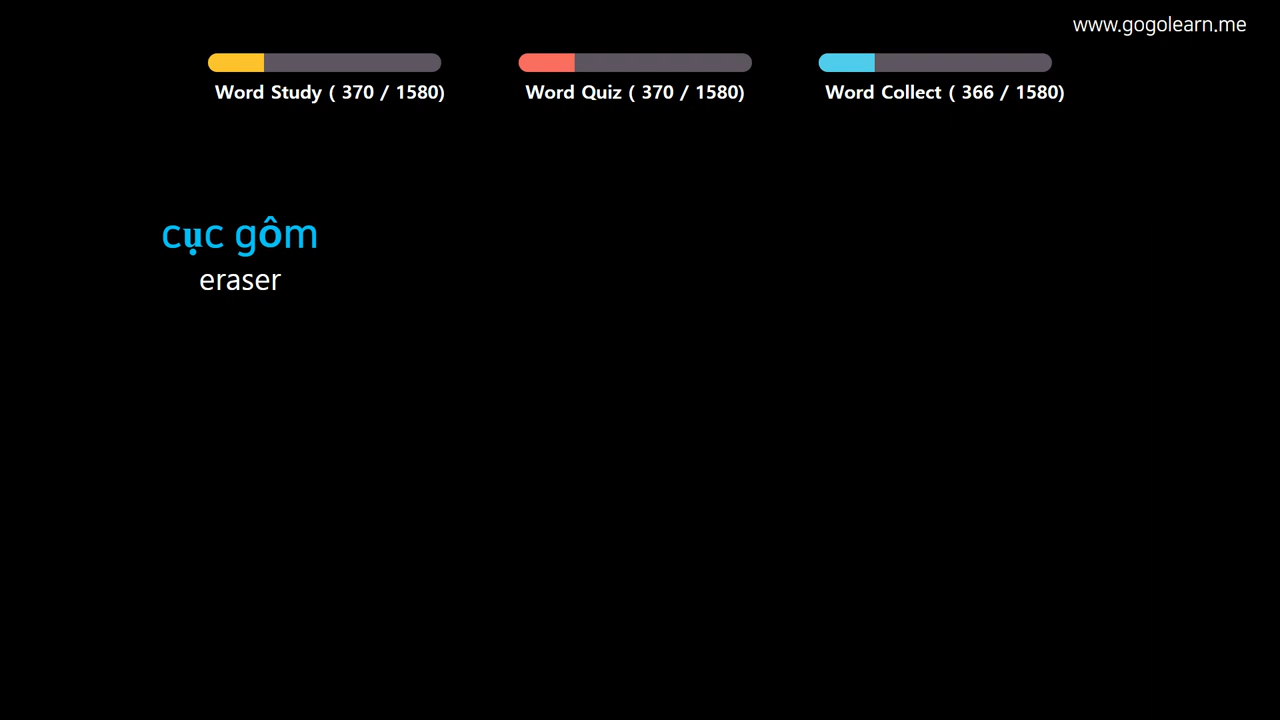 www.gogolearn.me
Word Study ( 370 / 1580)
Word Quiz ( 370 / 1580)
Word Collect ( 366 / 1580)
cục gôm
eraser